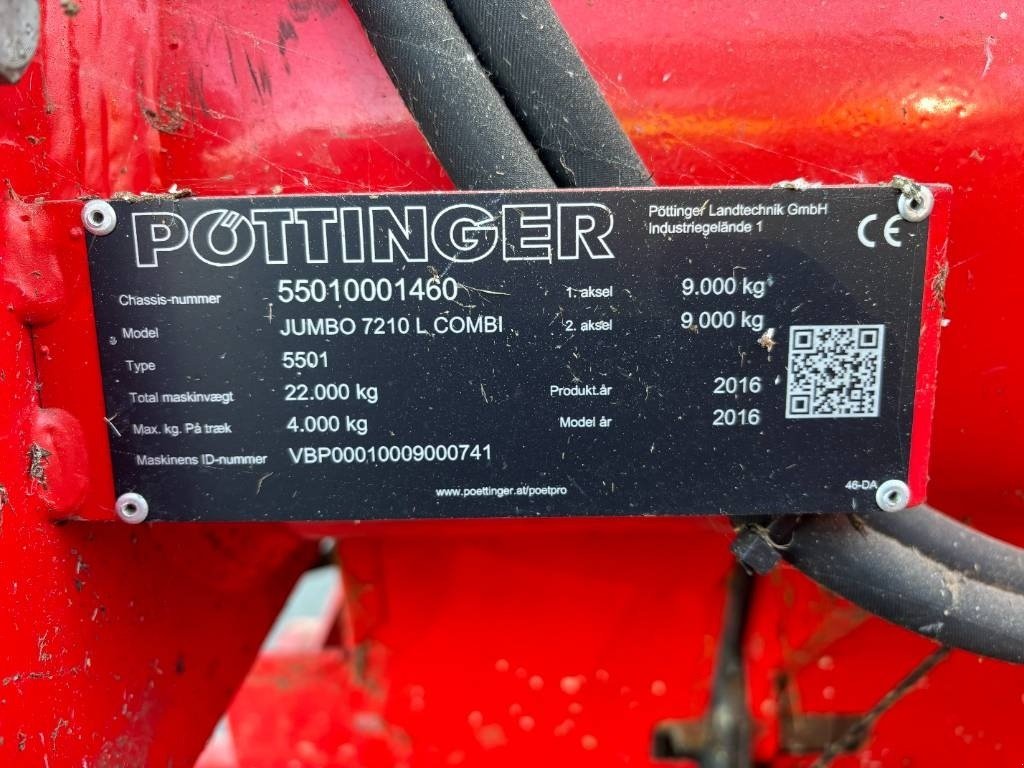 PÖTTINGER
Pöttinger Landtechnik GmbH
Industriegelände 1
CE
Chassis-nummer 55010001460 1. aksel 9.000 kg
Model JUMBO 7210 L COMBI 2. aksel 9.000 kg
Type 5501
Total maskinvægt 22.000 kg Produkt.år 2016
Max. kg. På træk 4.000 kg Model år 2016
Maskinens ID-nummer VBP00010009000741
www.poettinger.at/poetpro
46-DA